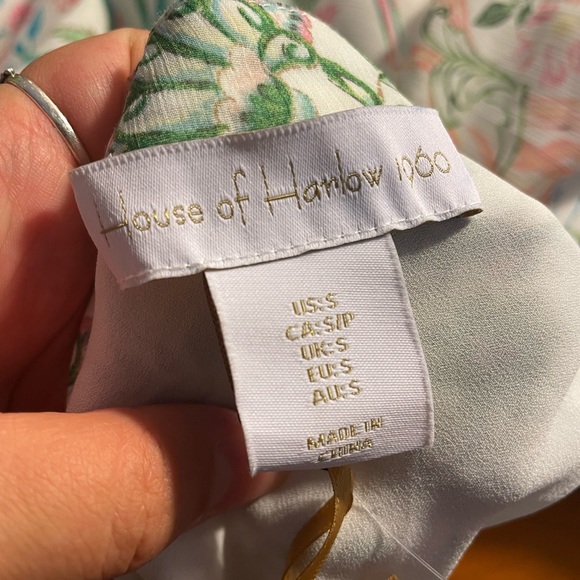 House of Harlow 1960
US:S
CA:S/P
UK:S
EU:S
AU:S
MADE IN
CHINA